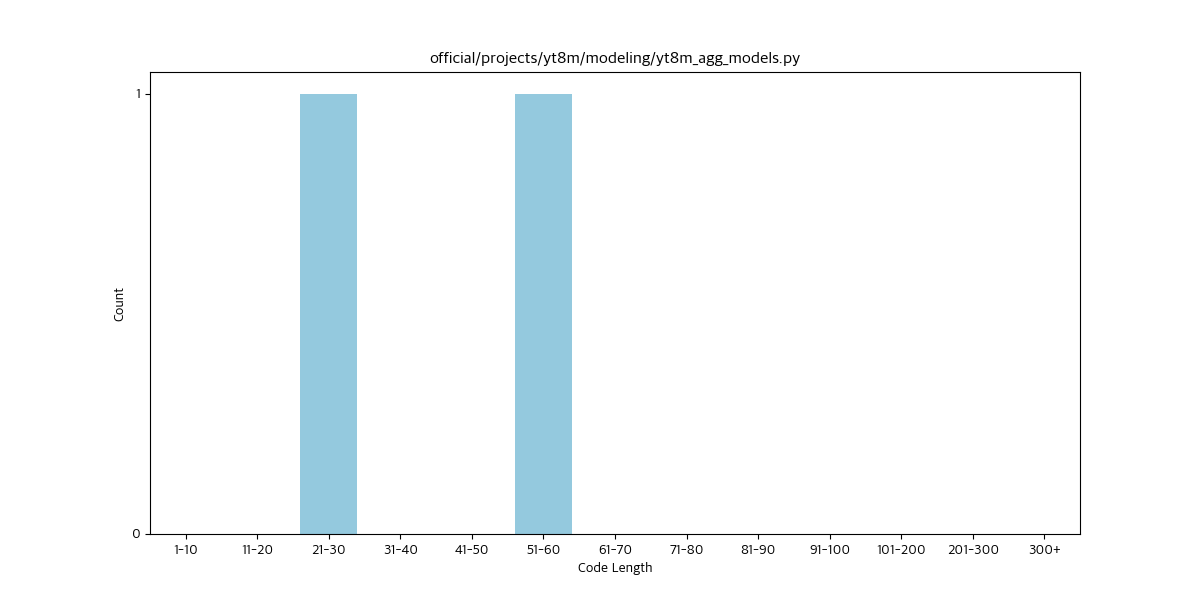 official/projects/yt8m/modeling/yt8m_agg_models.py
1
Count
0
1-10 11-20 21-30 31-40 41-50 51-60 61-70 71-80 81-90 91-100 101-200 201-300 300+
Code Length